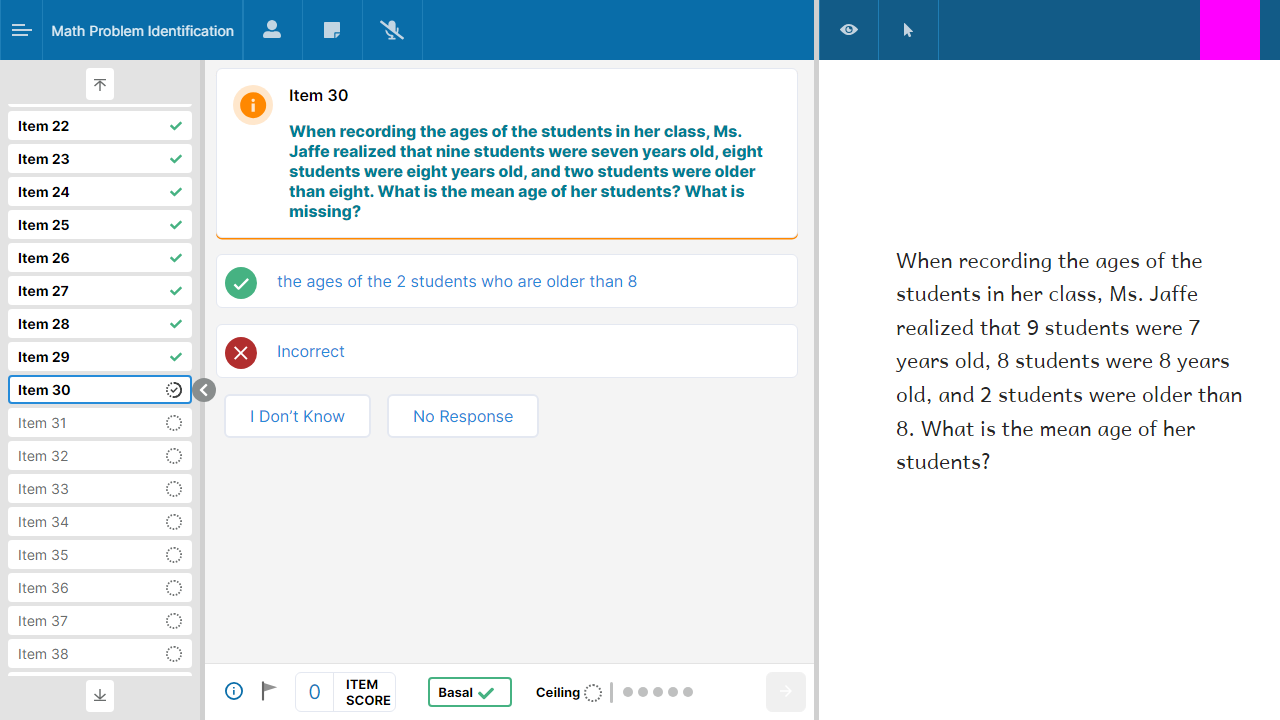 Math Problem Identification
Item 22
Item 23
Item 24
Item 25
Item 26
Item 27
Item 28
Item 29
Item 30
Item 31
Item 32
Item 33
Item 34
Item 35
Item 36
Item 37
Item 38
Item 30
When recording the ages of the students in her class, Ms.
Jaffe realized that nine students were seven years old, eight
students were eight years old, and two students were older
than eight. What is the mean age of her students? What is
missing?
the ages of the 2 students who are older than 8
Incorrect
I Don't Know
No Response
0
ITEM
SCORE
Basal
Ceiling
When recording the ages of the
students in her class, Ms. Jaffe
realized that 9 students were 7
years old, 8 students were 8 years
old, and 2 students were older than
8. What is the mean age of her
students?